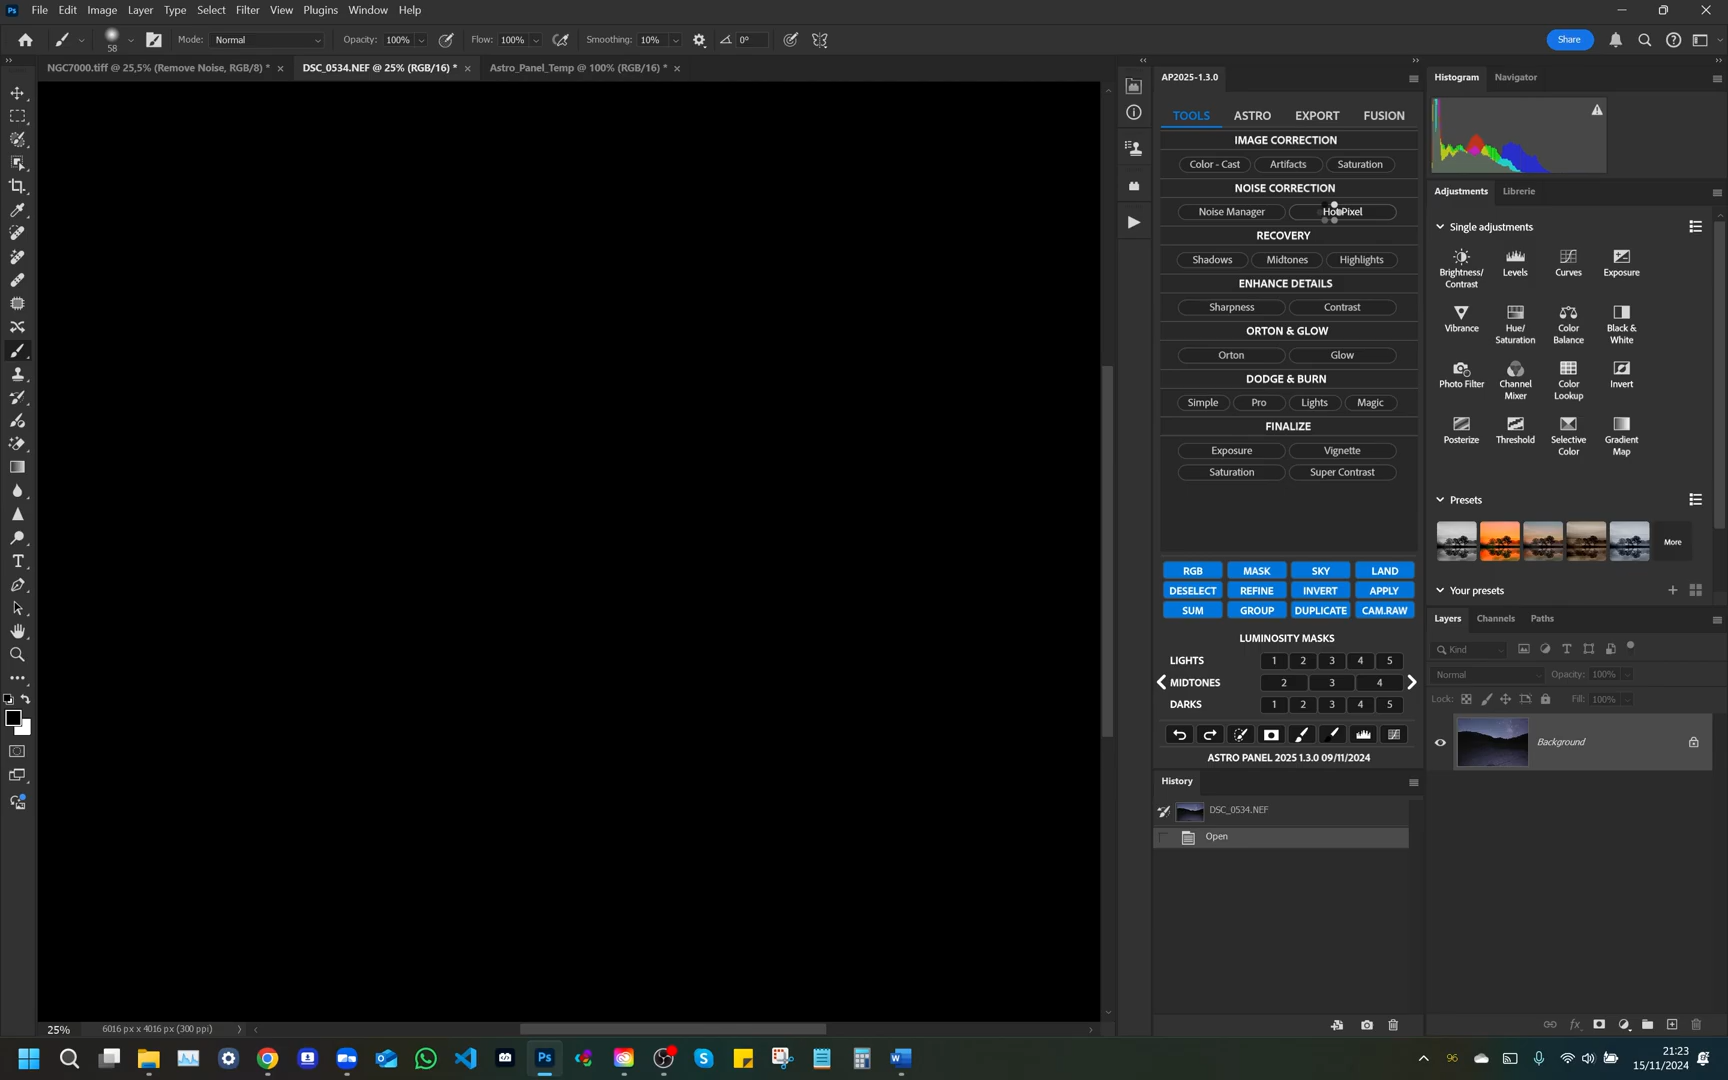 Ps File Edit Image Layer Type Select Filter View Plugins Window Help
58 Mode: Normal Opacity: 100% Flow: 100% Smoothing: 10% 0° Share
NGC7000.tiff @ 25,5% (Remove Noise, RGB/8) * × DSC_0534.NEF @ 25% (RGB/16) * × Astro_Panel_Temp @ 100% (RGB/16) * ×
AP2025-1.3.0
TOOLS ASTRO EXPORT FUSION
IMAGE CORRECTION
Color - Cast Artifacts Saturation
NOISE CORRECTION
Noise Manager Hot Pixel
RECOVERY
Shadows Midtones Highlights
ENHANCE DETAILS
Sharpness Contrast
ORTON & GLOW
Orton Glow
DODGE & BURN
Simple Pro Lights Magic
FINALIZE
Exposure Vignette
Saturation Super Contrast
RGB MASK SKY LAND
DESELECT REFINE INVERT APPLY
SUM GROUP DUPLICATE CAM.RAW
LUMINOSITY MASKS
LIGHTS 1 2 3 4 5
MIDTONES 2 3 4
DARKS 1 2 3 4 5
ASTRO PANEL 2025 1.3.0 09/11/2024
History
DSC_0534.NEF
Open
Histogram Navigator
Adjustments Librerie
Single adjustments
Brightness/
Contrast
Levels
Curves
Exposure
Vibrance
Hue/
Saturation
Color
Balance
Black &
White
Photo Filter
Channel
Mixer
Color
Lookup
Invert
Posterize
Threshold
Selective
Color
Gradient
Map
Presets
More
Your presets
Layers Channels Paths
Kind
Normal Opacity: 100%
Lock: Fill: 100%
Background
25% 6016 px x 4016 px (300 ppi)
Ps
96
21:23
15/11/2024